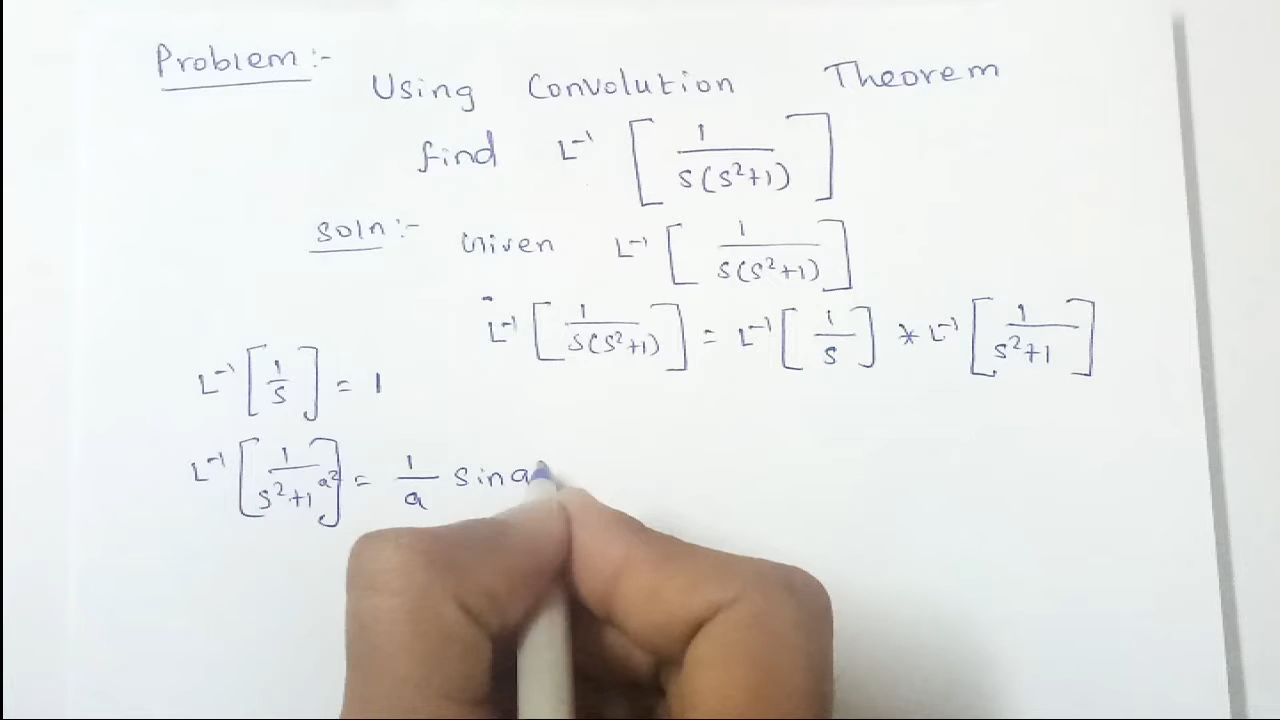 Problem :-
Using Convolution Theorem
find L⁻¹ [ 1 / s(s²+1) ]
Soln :- Given L⁻¹ [ 1 / s(s²+1) ]
L⁻¹ [ 1 / s(s²+1) ] = L⁻¹ [ 1 / s ] * L⁻¹ [ 1 / s²+1 ]
L⁻¹ [ 1 / s ] = 1
L⁻¹ [ 1 / s²+1 a² ] = 1 / a sin a